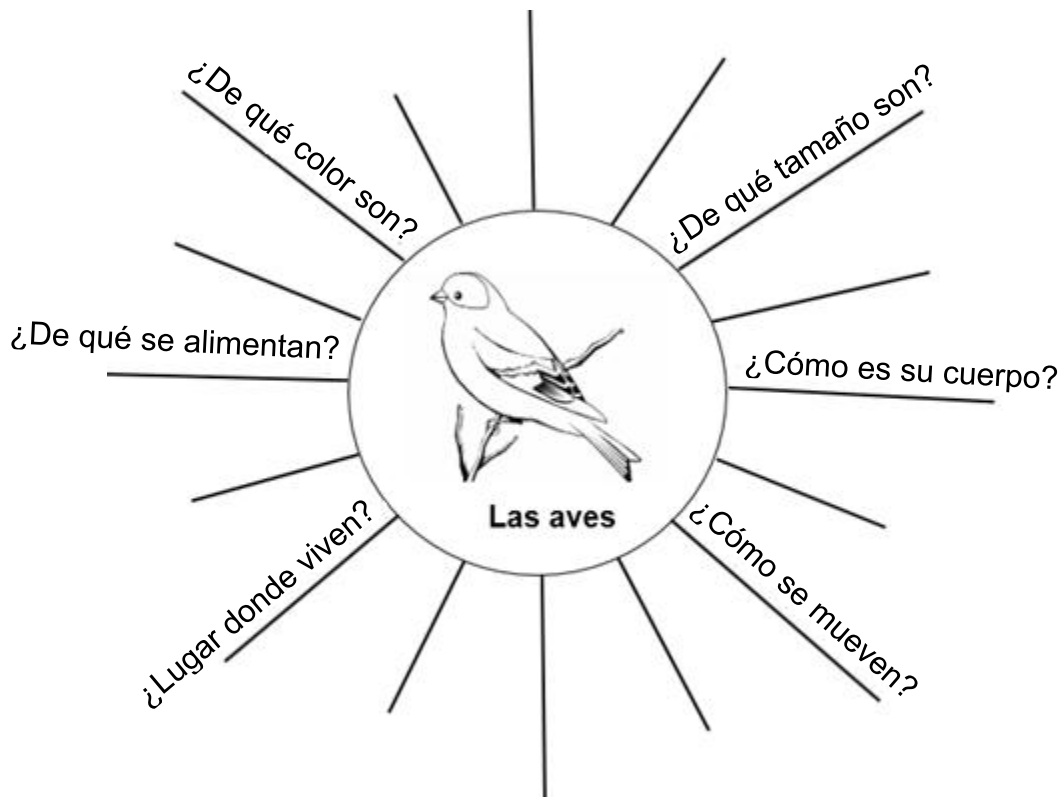 ¿De qué color son?
¿De qué tamaño son?
¿De qué se alimentan?
¿Cómo es su cuerpo?
Las aves
¿Lugar donde viven?
¿Cómo se mueven?